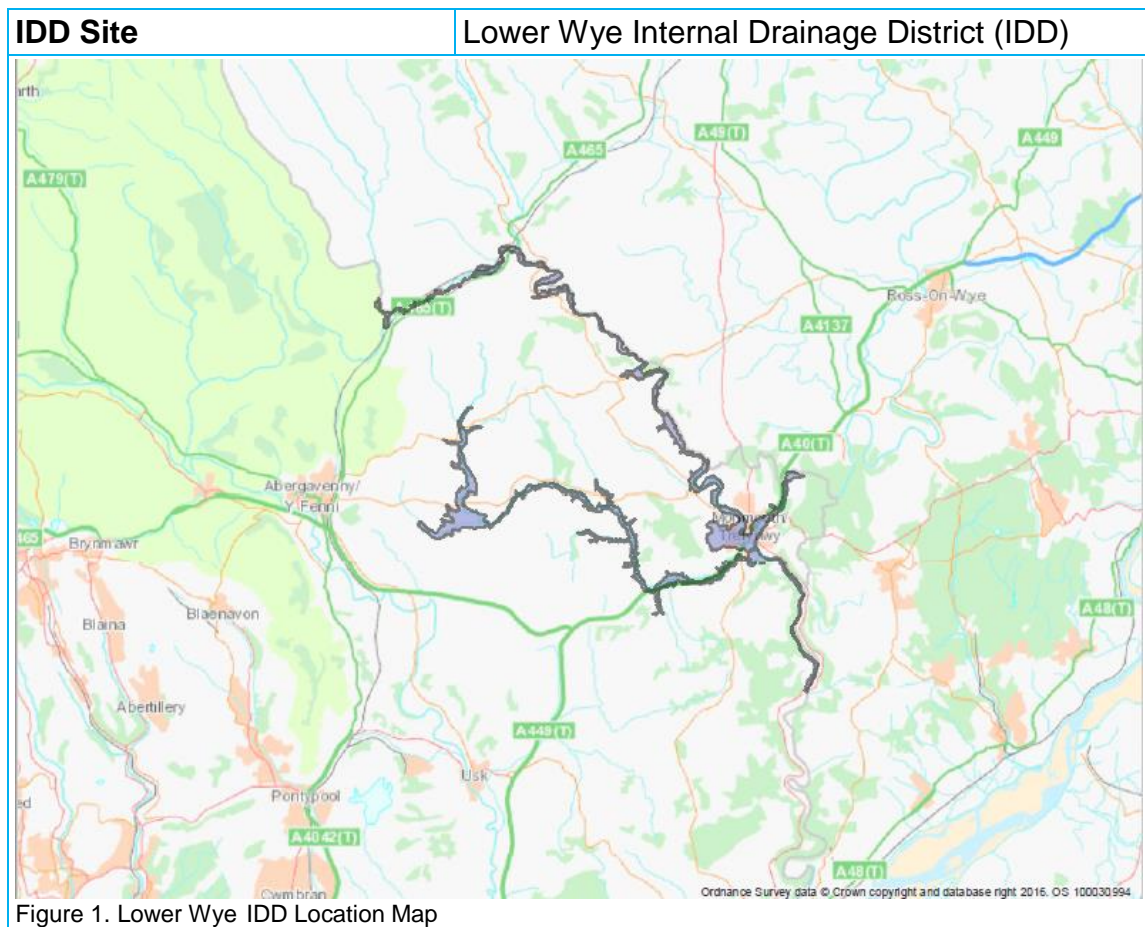 IDD Site
Lower Wye Internal Drainage District (IDD)
A49(T)
A449
A465
A479(T)
Ross-On-Wye
A4137
A40(T)
Abergavenny/
Y Fenni
465
Brynmawr
Blaenavon
Blaina
A48(T)
Abertillery
A449(T)
Usk
Pontypool
A4042(T)
A48(T)
Cwmbran
Ordnance Survey data © Crown copyright and database right 2016. OS 100030994
Figure 1. Lower Wye IDD Location Map